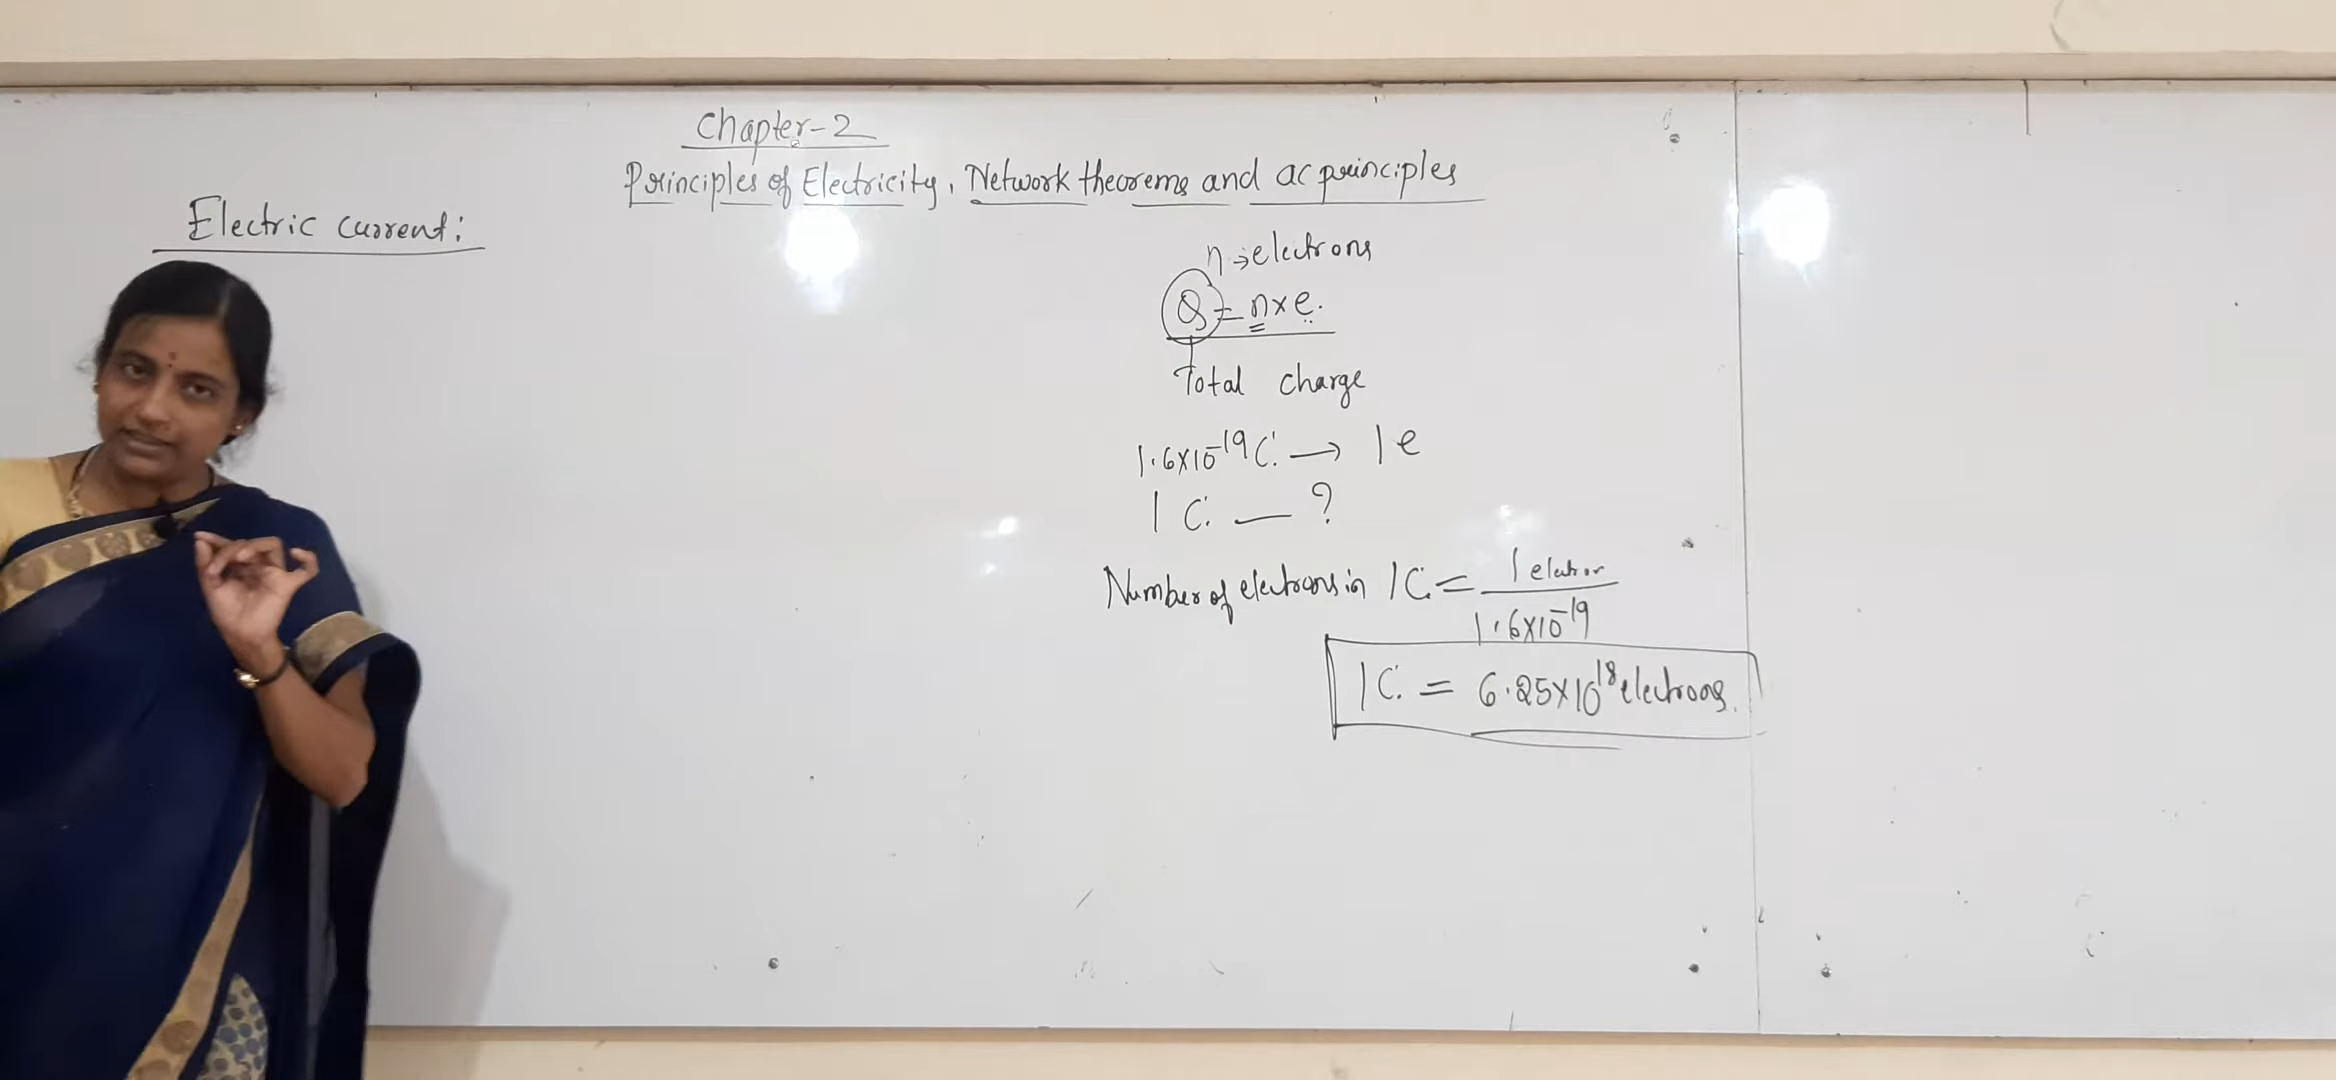 Chapter-2
Principles of Electricity, Network theorems and ac principles
Electric current:
n→electrons
Q = n×e.
Total charge
1.6×10⁻¹⁹C. → 1e
1 C. — ?
Number of electrons in 1C. = 1 electron
1.6×10⁻¹⁹
1C. = 6.25×10¹⁸ electrons.